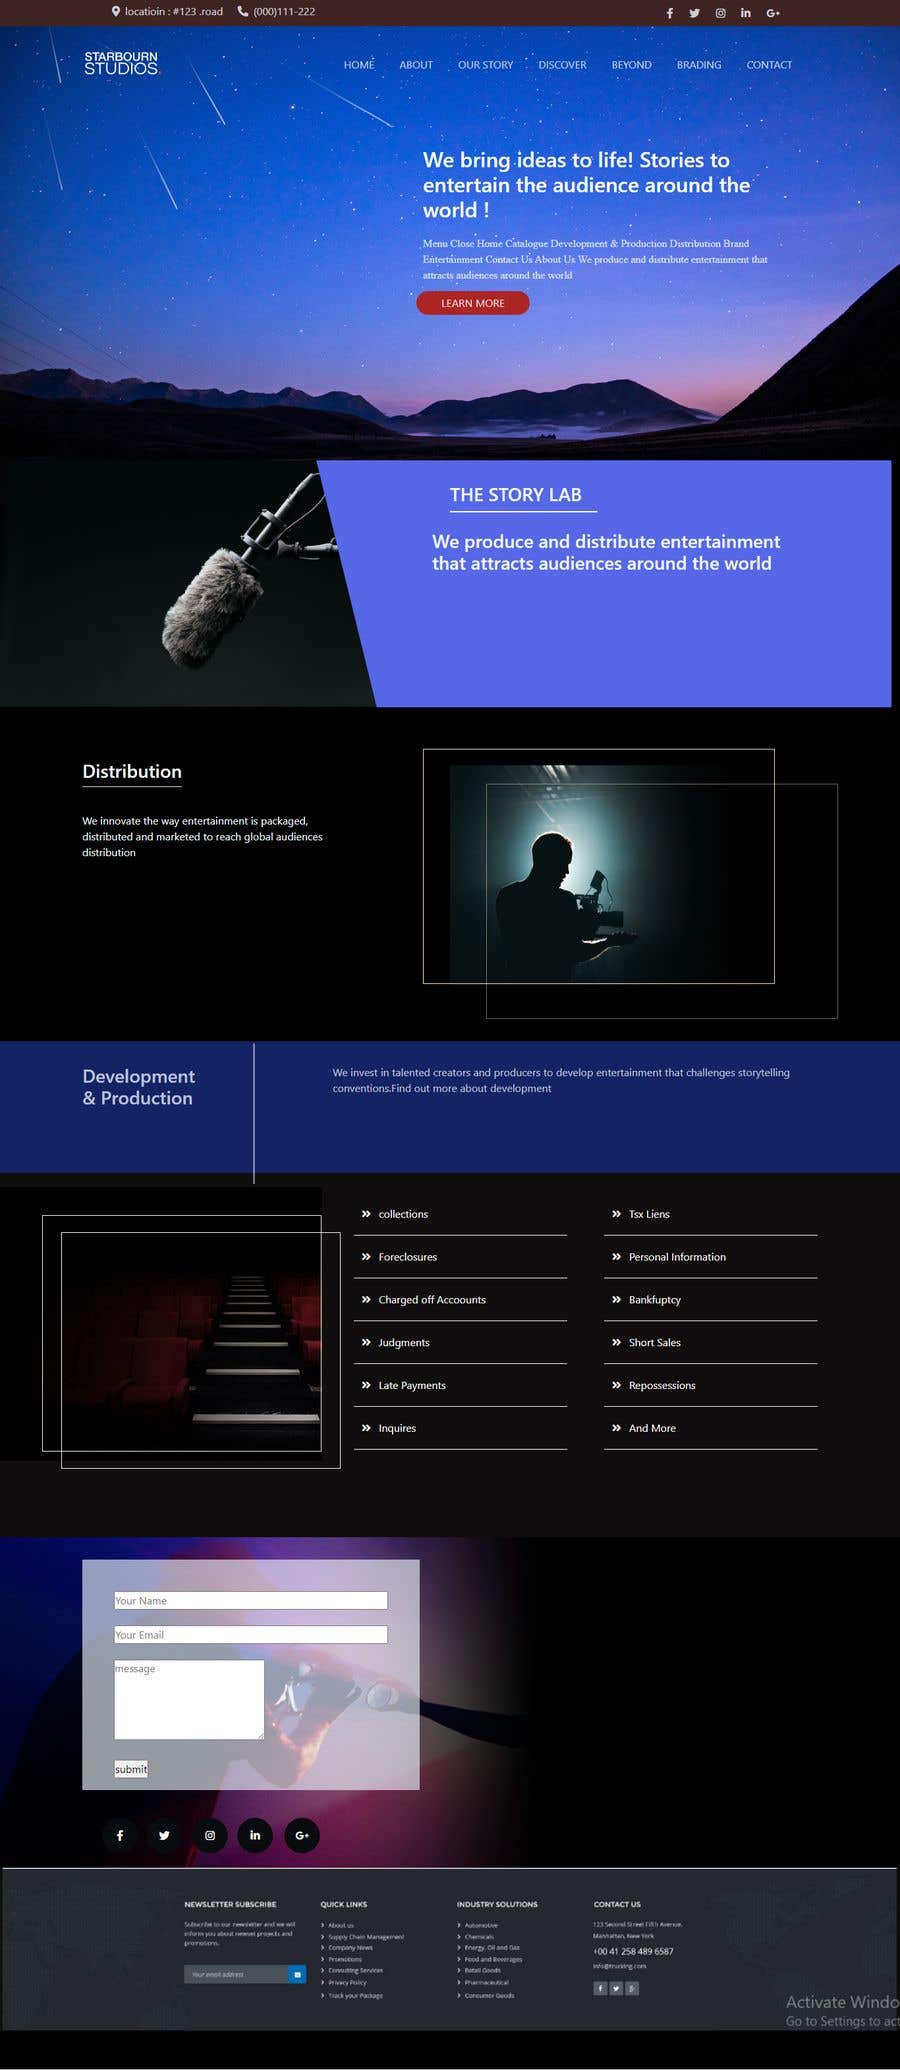 locatioin : #123 .road (000)111-222
STARBOURN
STUDIOS.
HOME ABOUT OUR STORY DISCOVER BEYOND BRADING CONTACT
We bring ideas to life! Stories to
entertain the audience around the
world !
Menu Close Home Catalogue Development & Production Distribution Brand
Entertainment Contact Us About Us We produce and distribute entertainment that
attracts audiences around the world
LEARN MORE
THE STORY LAB
We produce and distribute entertainment
that attracts audiences around the world
Distribution
We innovate the way entertainment is packaged,
distributed and marketed to reach global audiences
distribution
Development
& Production
We invest in talented creators and producers to develop entertainment that challenges storytelling
conventions.Find out more about development
collections
Foreclosures
Charged off Accoounts
Judgments
Late Payments
Inquires
Tsx Liens
Personal Information
Bankfuptcy
Short Sales
Repossessions
And More
Your Name
Your Email
message
submit
NEWSLETTER SUBSCRIBE
Subscribe to our newsletter and we will
inform you about newest projects and
promotions.
Your email address
QUICK LINKS
About us
Supply Chain Management
Company News
Promotions
Consulting Services
Privacy Policy
Track your Package
INDUSTRY SOLUTIONS
Automotive
Chemicals
Energy, Oil and Gas
Food and Beverages
Retail Goods
Pharmaceutical
Consumer Goods
CONTACT US
123 Second Street Fifth Avenue,
Manhattan, New York
+00 41 258 489 6587
info@trucking.com
Activate Windo
Go to Settings to act